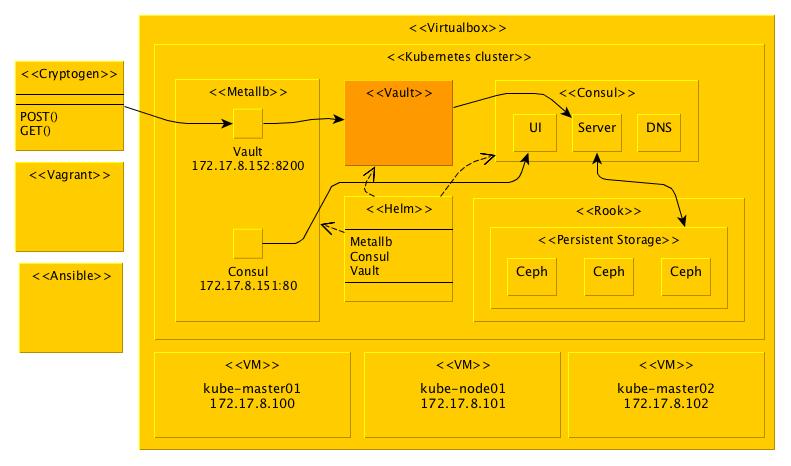 <<Virtualbox>>
<<Kubernetes cluster>>
<<Cryptogen>>
POST()
GET()
<<Vagrant>>
<<Ansible>>
<<Metallb>>
Vault
172.17.8.152:8200
Consul
172.17.8.151:80
<<Vault>>
<<Helm>>
Metallb
Consul
Vault
<<Consul>>
UI
Server
DNS
<<Rook>>
<<Persistent Storage>>
Ceph
Ceph
Ceph
<<VM>>
kube-master01
172.17.8.100
<<VM>>
kube-node01
172.17.8.101
<<VM>>
kube-master02
172.17.8.102